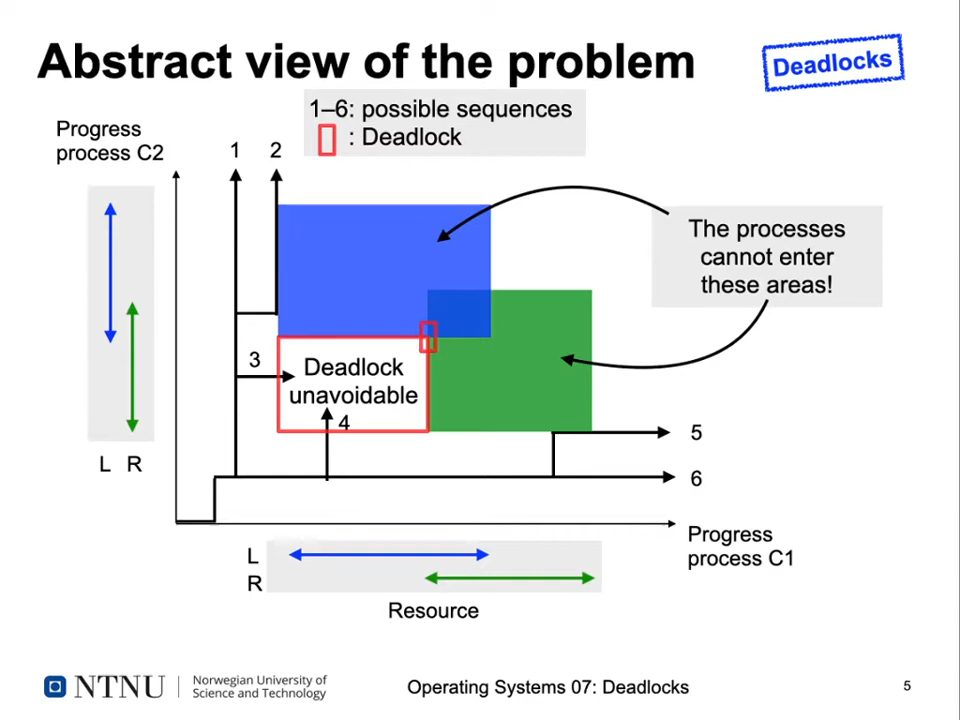 Abstract view of the problem
Deadlocks
1–6: possible sequences
: Deadlock
Progress
process C2
1
2
The processes
cannot enter
these areas!
3
Deadlock
unavoidable
4
5
6
L R
Progress
process C1
L
R
Resource
NTNU
Norwegian University of
Science and Technology
Operating Systems 07: Deadlocks
5